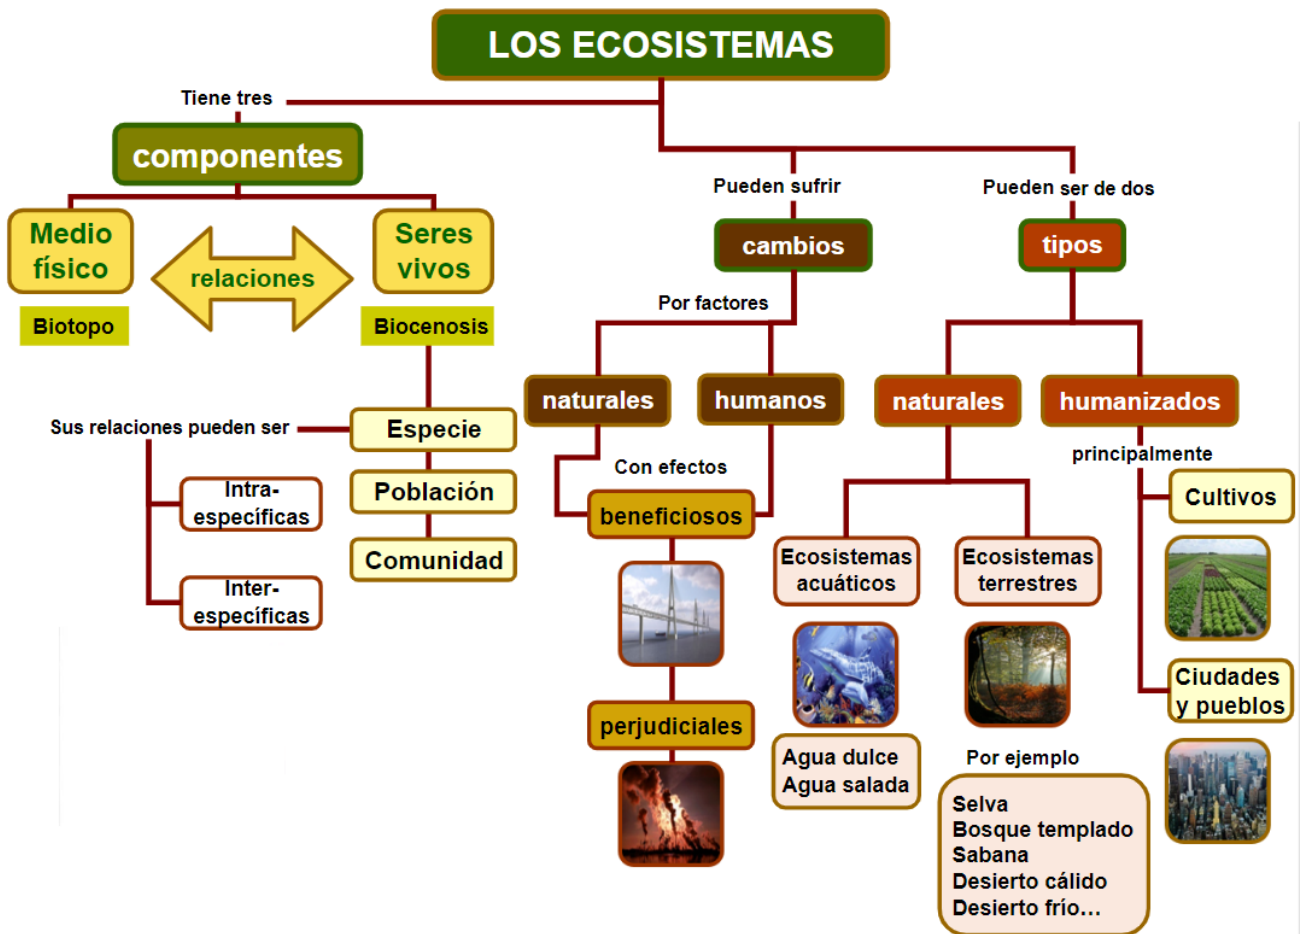 LOS ECOSISTEMAS
Tiene tres
componentes
Medio
físico
relaciones
Seres
vivos
Biotopo
Biocenosis
Sus relaciones pueden ser
Especie
Población
Comunidad
Intra-
específicas
Inter-
específicas
Pueden sufrir
cambios
Por factores
naturales
humanos
Con efectos
beneficiosos
perjudiciales
Pueden ser de dos
tipos
naturales
humanizados
Ecosistemas
acuáticos
Agua dulce
Agua salada
Ecosistemas
terrestres
Por ejemplo
Selva
Bosque templado
Sabana
Desierto cálido
Desierto frío...
principalmente
Cultivos
Ciudades
y pueblos